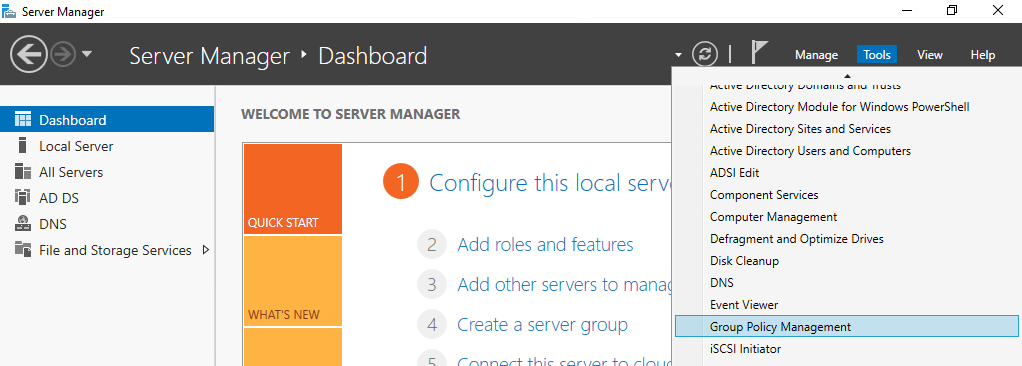 Server Manager
Server Manager ‣ Dashboard
Manage Tools View Help
Dashboard
Local Server
All Servers
AD DS
DNS
File and Storage Services
WELCOME TO SERVER MANAGER
QUICK START
WHAT'S NEW
1 Configure this local serv
2 Add roles and features
3 Add other servers to manag
4 Create a server group
5 Connect this server to clou
Active Directory Domains and Trusts
Active Directory Module for Windows PowerShell
Active Directory Sites and Services
Active Directory Users and Computers
ADSI Edit
Component Services
Computer Management
Defragment and Optimize Drives
Disk Cleanup
DNS
Event Viewer
Group Policy Management
iSCSI Initiator